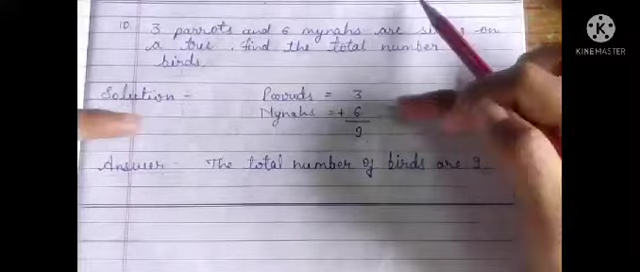 10. 3 parrots and 6 mynahs are on
a tree. find the total number
birds.
Solution - Parrots = 3
Mynahs = + 6
9
Answer - The total number of birds are 9
K
KINEMASTER